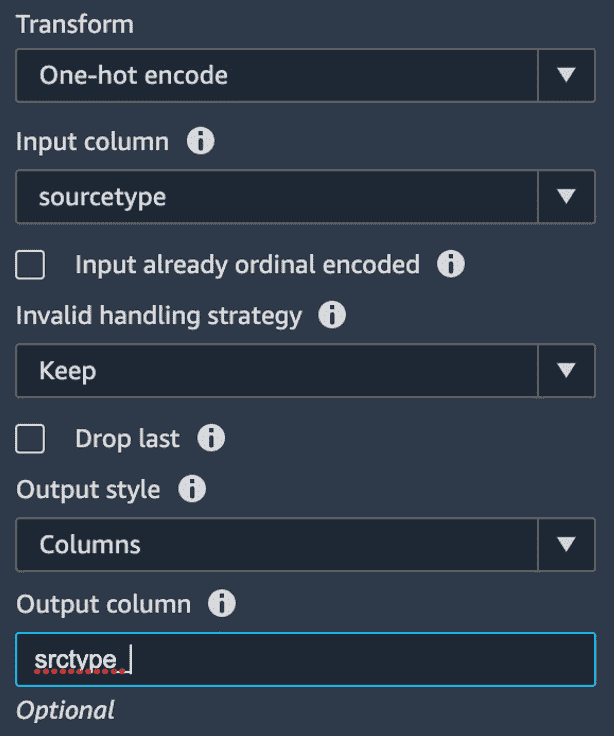 Transform
One-hot encode
Input column
sourcetype
Input already ordinal encoded
Invalid handling strategy
Keep
Drop last
Output style
Columns
Output column
srctype_
Optional